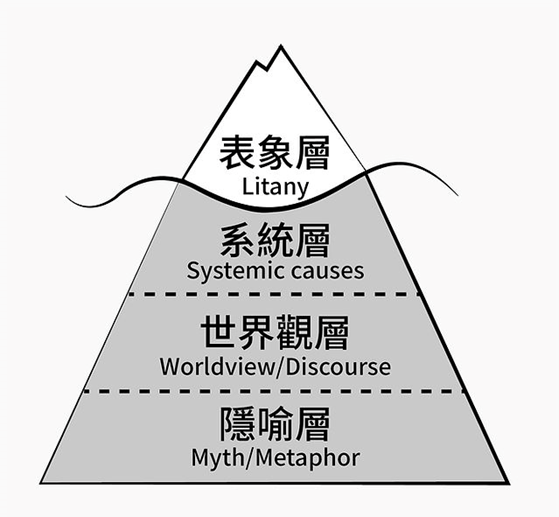 表象層
Litany
系統層
Systemic causes
世界觀層
Worldview/Discourse
隱喻層
Myth/Metaphor